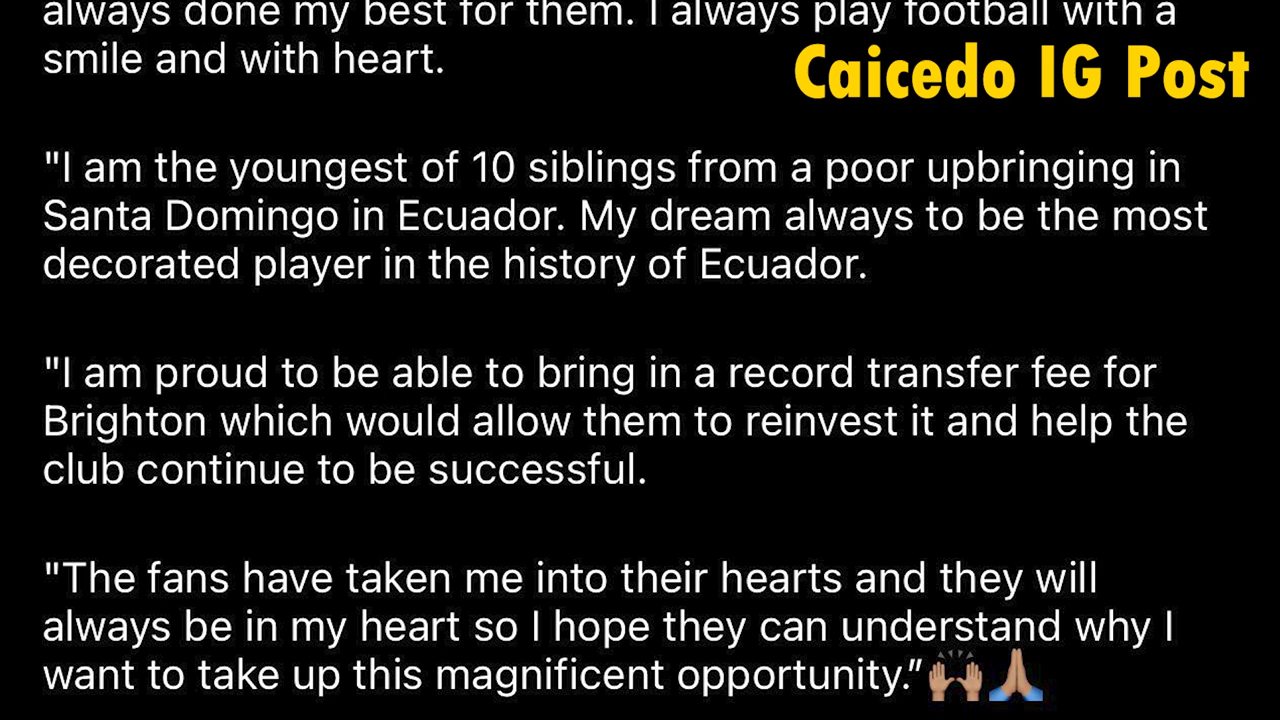 always done my best for them. I always play football with a
smile and with heart.
Caicedo IG Post
"I am the youngest of 10 siblings from a poor upbringing in
Santa Domingo in Ecuador. My dream always to be the most
decorated player in the history of Ecuador.
"I am proud to be able to bring in a record transfer fee for
Brighton which would allow them to reinvest it and help the
club continue to be successful.
"The fans have taken me into their hearts and they will
always be in my heart so I hope they can understand why I
want to take up this magnificent opportunity.”🙌🏽🙏🏽